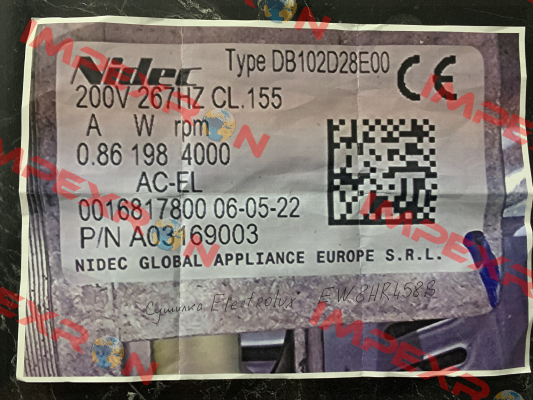 Nidec Type DB102D28E00 CE
200V 267HZ CL.155
A W rpm
0.86 198 4000
AC-EL
0016817800 06-05-22
P/N A03169003
NIDEC GLOBAL APPLIANCE EUROPE S.R.L.
Сушилка Electrolux EW8HR458B
IMPEXRON